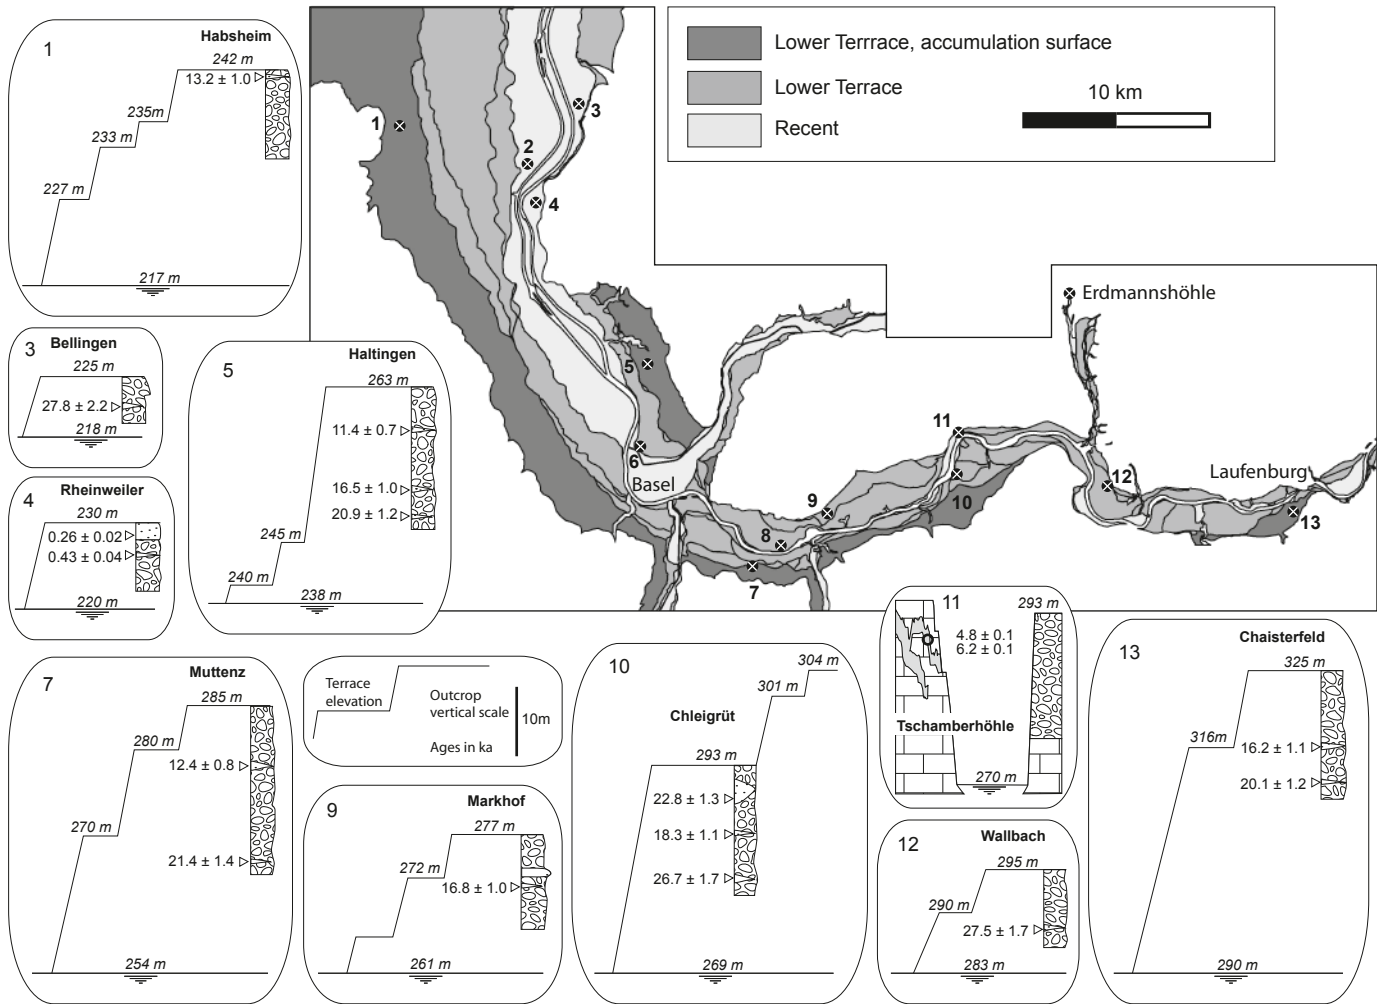 1
Habsheim
242 m
13.2 ± 1.0
235m
233 m
227 m
217 m
3
Bellingen
225 m
27.8 ± 2.2
218 m
4
Rheinweiler
230 m
0.26 ± 0.02
0.43 ± 0.04
220 m
5
Haltingen
263 m
11.4 ± 0.7
16.5 ± 1.0
20.9 ± 1.2
245 m
240 m
238 m
Lower Terrrace, accumulation surface
Lower Terrace
Recent
10 km
1
2
3
4
5
6
Basel
7
8
9
10
11
12
13
Erdmannshöhle
Laufenburg
7
Muttenz
285 m
280 m
12.4 ± 0.8
270 m
21.4 ± 1.4
254 m
Terrace
elevation
Outcrop
vertical scale
10m
Ages in ka
9
Markhof
277 m
272 m
16.8 ± 1.0
261 m
10
304 m
301 m
Chleigrüt
293 m
22.8 ± 1.3
18.3 ± 1.1
26.7 ± 1.7
269 m
11
293 m
4.8 ± 0.1
6.2 ± 0.1
Tschamberhöhle
270 m
12
Wallbach
295 m
290 m
27.5 ± 1.7
283 m
13
Chaisterfeld
325 m
316m
16.2 ± 1.1
20.1 ± 1.2
290 m